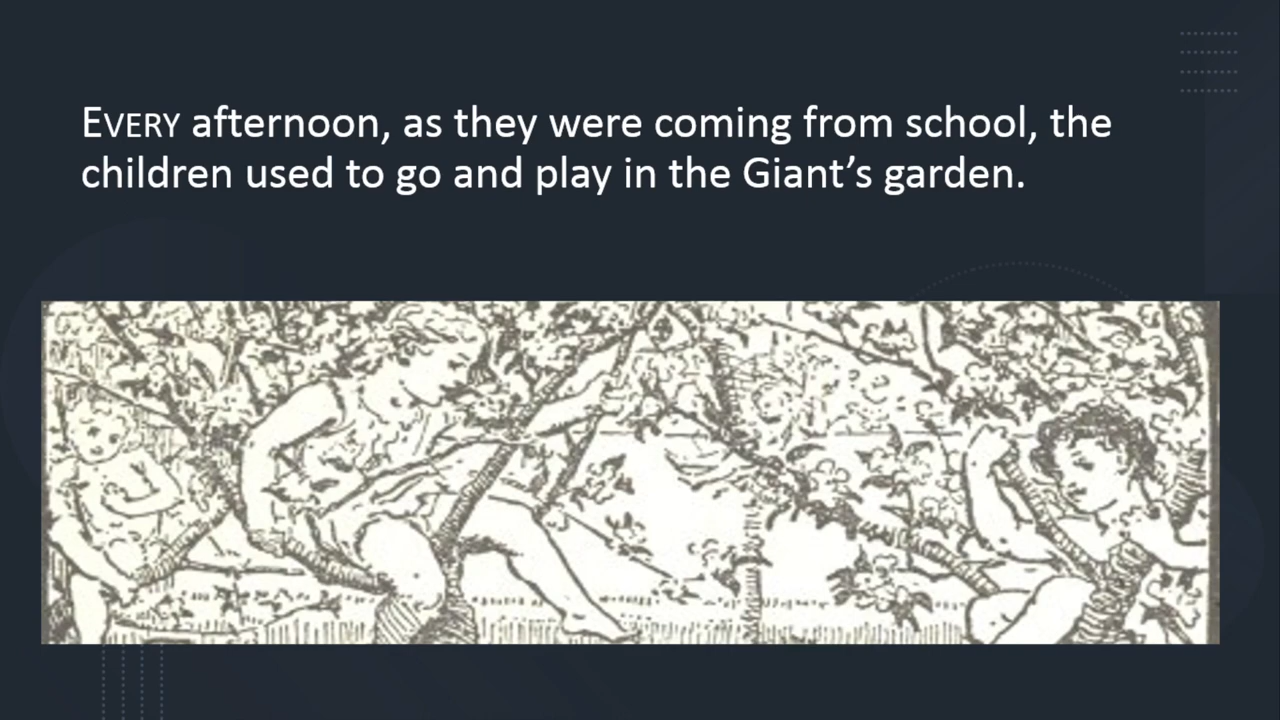 EVERY afternoon, as they were coming from school, the
children used to go and play in the Giant’s garden.